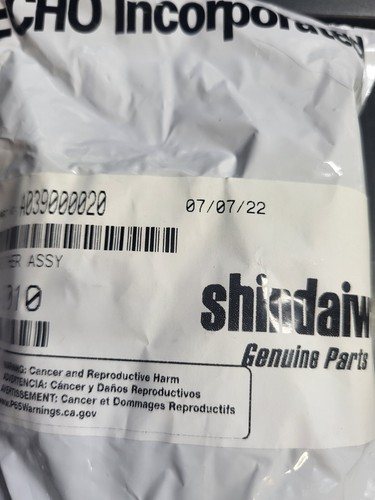 ECHO Incorporated
A039000020
07/07/22
HER ASSY
010
shindaiw
Genuine Parts
WARNING: Cancer and Reproductive Harm
ADVERTENCIA: Cáncer y Daños Reproductivos
AVERTISSEMENT: Cancer et Dommages Reproductifs
www.P65Warnings.ca.gov